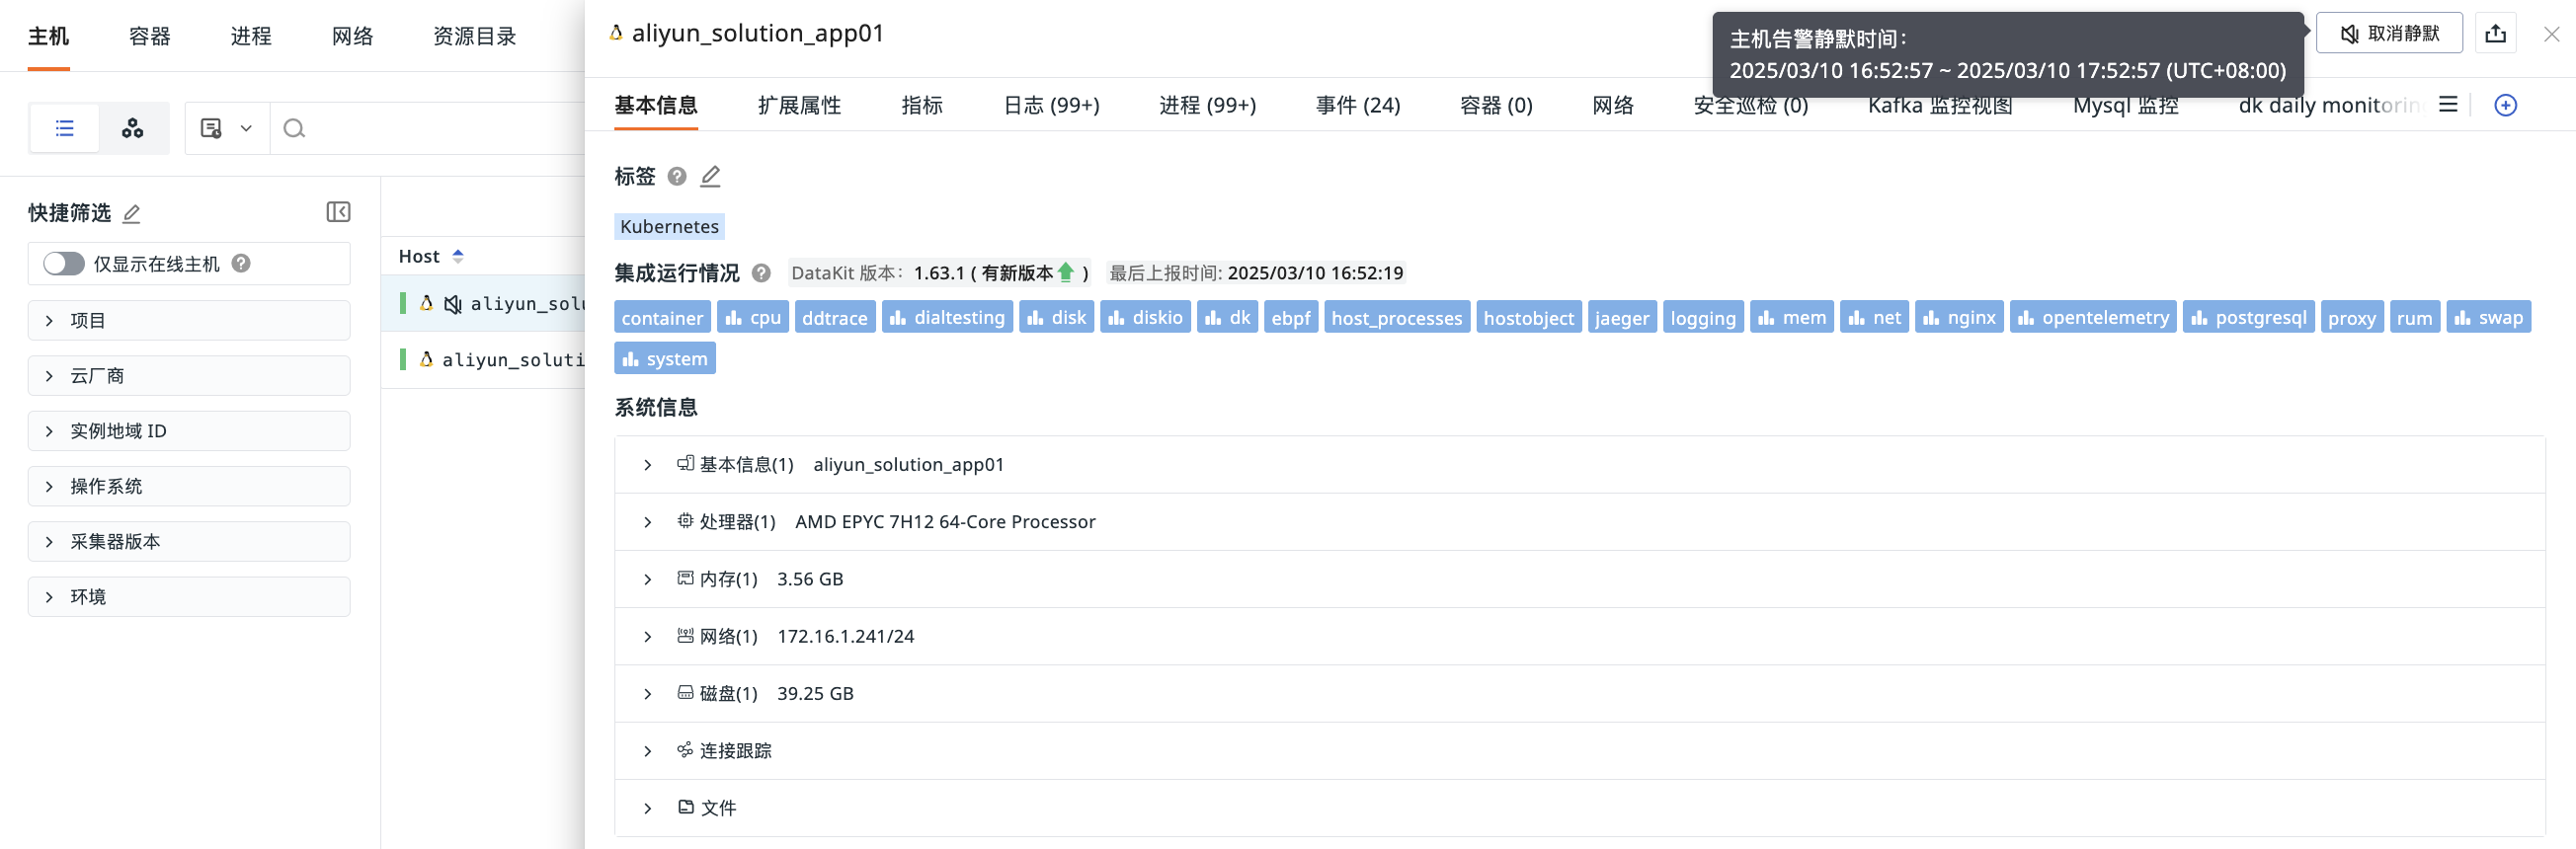 主机 容器 进程 网络 资源目录
快捷筛选
仅显示在线主机
项目
云厂商
实例地域 ID
操作系统
采集器版本
环境
Host
aliyun_solu
aliyun_soluti
aliyun_solution_app01
主机告警静默时间：
2025/03/10 16:52:57 ~ 2025/03/10 17:52:57 (UTC+08:00)
取消静默
基本信息 扩展属性 指标 日志 (99+) 进程 (99+) 事件 (24) 容器 (0) 网络 安全巡检 (0) Kafka 监控视图 Mysql 监控 dk daily monitorin
标签
Kubernetes
集成运行情况 DataKit 版本： 1.63.1 ( 有新版本 ) 最后上报时间: 2025/03/10 16:52:19
container cpu ddtrace dialtesting disk diskio dk ebpf host_processes hostobject jaeger logging mem net nginx opentelemetry postgresql proxy rum swap
system
系统信息
基本信息(1) aliyun_solution_app01
处理器(1) AMD EPYC 7H12 64-Core Processor
内存(1) 3.56 GB
网络(1) 172.16.1.241/24
磁盘(1) 39.25 GB
连接跟踪
文件